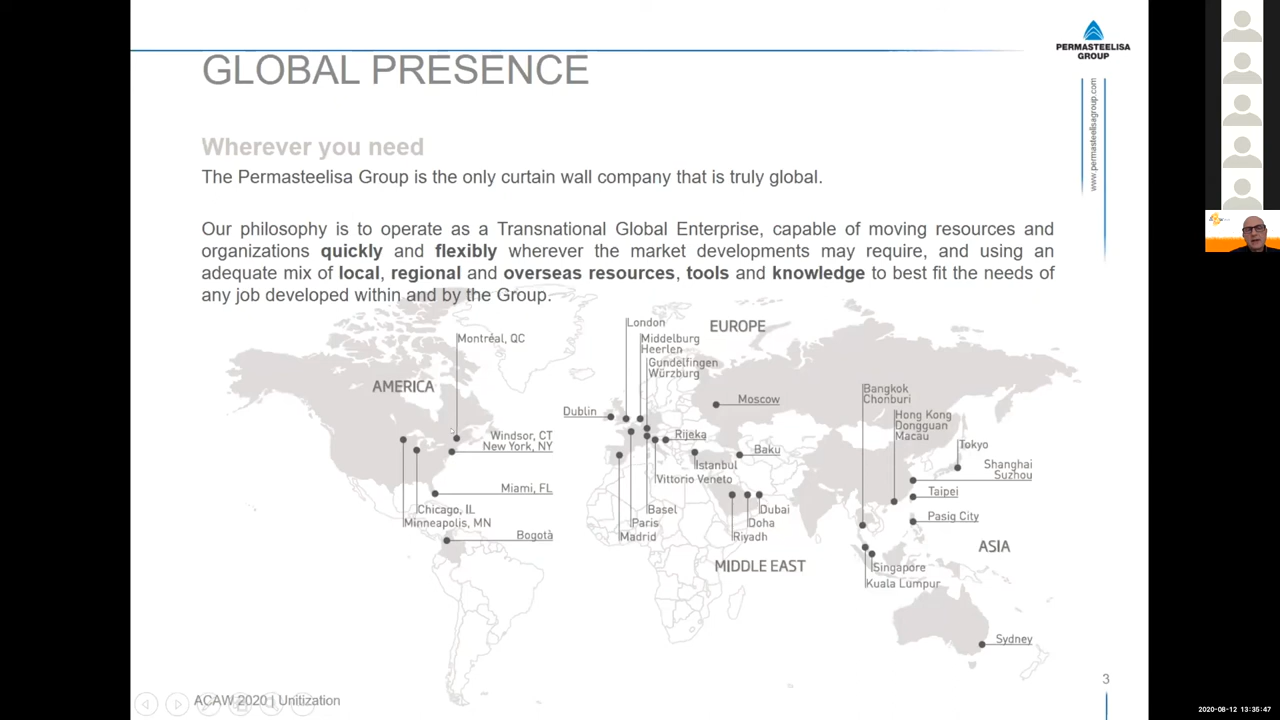 PERMASTEELISA
GROUP
www.permasteelisagroup.com
GLOBAL PRESENCE
Wherever you need
The Permasteelisa Group is the only curtain wall company that is truly global.
Our philosophy is to operate as a Transnational Global Enterprise, capable of moving resources and
organizations quickly and flexibly wherever the market developments may require, and using an
adequate mix of local, regional and overseas resources, tools and knowledge to best fit the needs of
any job developed within and by the Group.
AMERICA
Montréal, QC
Windsor, CT
New York, NY
Miami, FL
Chicago, IL
Minneapolis, MN
Bogotà
EUROPE
London
Middelburg
Heerlen
Gundelfingen
Würzburg
Dublin
Moscow
Rijeka
Istanbul
Baku
Vittorio Veneto
Basel
Paris
Madrid
Dubai
Doha
Riyadh
MIDDLE EAST
Bangkok
Chonburi
Hong Kong
Dongguan
Macau
Tokyo
Shanghai
Suzhou
Taipei
Pasig City
ASIA
Singapore
Kuala Lumpur
Sydney
3
ACAW 2020 | Unitization
2020-08-12 13:35:47